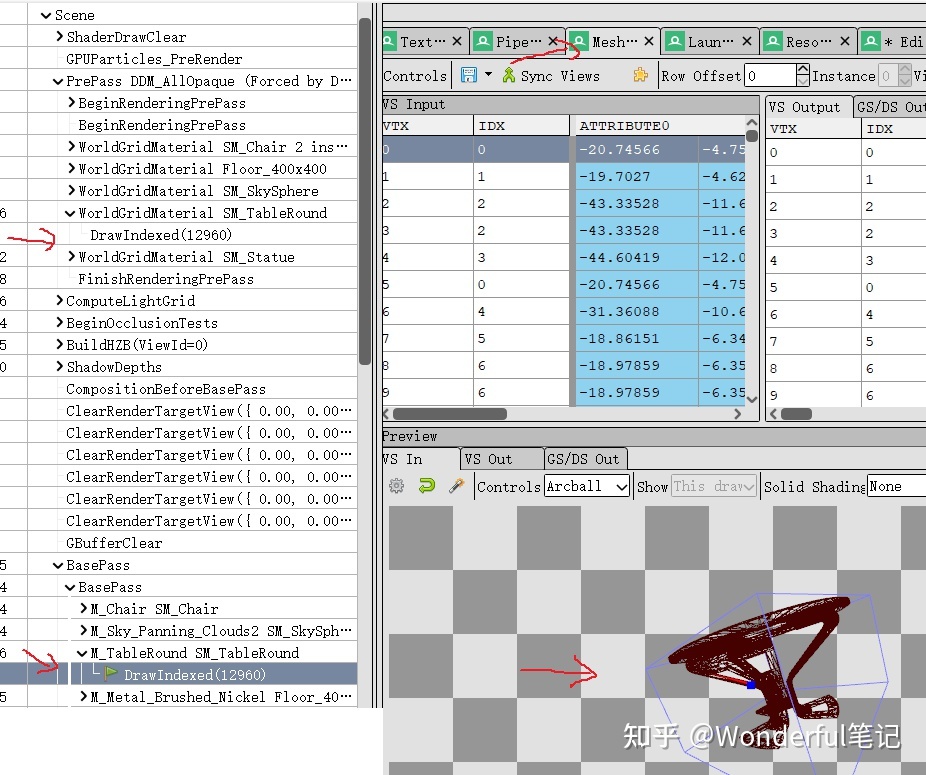 Scene
ShaderDrawClear
GPUParticles_PreRender
PrePass DDM_AllOpaque (Forced by D…
BeginRenderingPrePass
BeginRenderingPrePass
WorldGridMaterial SM_Chair 2 ins…
WorldGridMaterial Floor_400x400
WorldGridMaterial SM_SkySphere
6 WorldGridMaterial SM_TableRound
DrawIndexed(12960)
2 WorldGridMaterial SM_Statue
8 FinishRenderingPrePass
6 ComputeLightGrid
4 BeginOcclusionTests
5 BuildHZB(ViewId=0)
0 ShadowDepths
CompositionBeforeBasePass
ClearRenderTargetView({ 0.00, 0.00…
ClearRenderTargetView({ 0.00, 0.00…
ClearRenderTargetView({ 0.00, 0.00…
ClearRenderTargetView({ 0.00, 0.00…
ClearRenderTargetView({ 0.00, 0.00…
ClearRenderTargetView({ 0.00, 0.00…
GBufferClear
5 BasePass
4 BasePass
4 M_Chair SM_Chair
4 M_Sky_Panning_Clouds2 SM_SkySph…
6 M_TableRound SM_TableRound
DrawIndexed(12960)
5 M_Metal_Brushed_Nickel Floor_40…
Text… Pipe… Mesh… Laun… Reso… * Edi
Controls Sync Views Row Offset 0 Instance 0 Vi
VS Input
VTX IDX ATTRIBUTE0
0 0 -20.74566 -4.75
1 1 -19.7027 -4.62
2 2 -43.33528 -11.6
3 2 -43.33528 -11.6
4 3 -44.60419 -12.0
5 0 -20.74566 -4.75
6 4 -31.36088 -10.6
7 5 -18.86151 -6.34
8 6 -18.97859 -6.35
9 6 -18.97859 -6.35
VS Output GS/DS Out
VTX IDX
0 0
1 1
2 2
3 2
4 3
5 0
6 4
7 5
8 6
9 6
Preview
VS In VS Out GS/DS Out
Controls Arcball Show This draw Solid Shading None
知乎 @Wonderful笔记